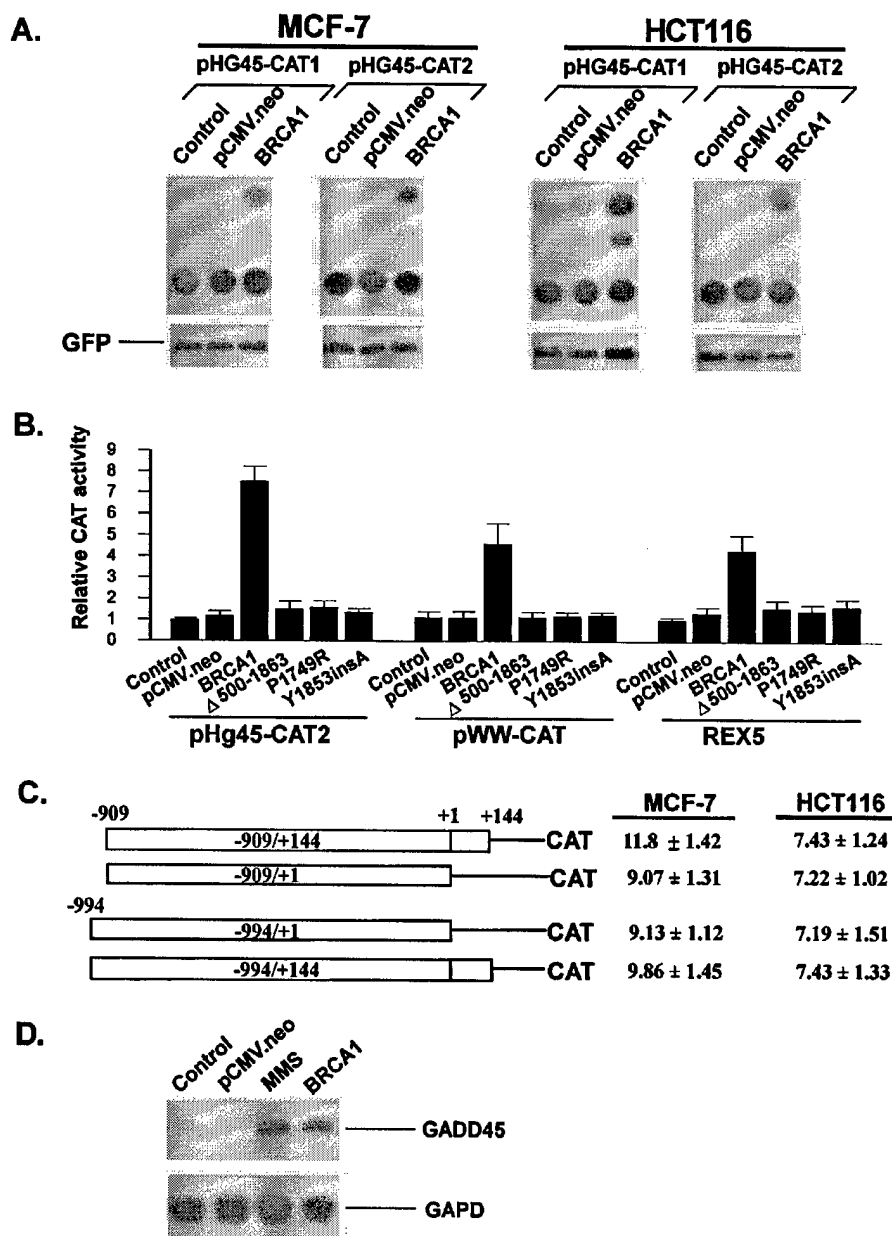 A.
MCF-7 HCT116
pHG45-CAT1 pHG45-CAT2 pHG45-CAT1 pHG45-CAT2
Control pCMV.neo BRCA1 Control pCMV.neo BRCA1 Control pCMV.neo BRCA1 Control pCMV.neo BRCA1
GFP
B.
Relative CAT activity
9
8
7
6
5
4
3
2
1
0
Control pCMV.neo BRCA1 Δ500-1863 P1749R Y1853insA Control pCMV.neo BRCA1 Δ500-1863 P1749R Y1853insA Control pCMV.neo BRCA1 Δ500-1863 P1749R Y1853insA
pHg45-CAT2 pWW-CAT REX5
C.
-909 +1 +144 MCF-7 HCT116
-909/+144 CAT 11.8 ± 1.42 7.43 ± 1.24
-909/+1 CAT 9.07 ± 1.31 7.22 ± 1.02
-994
-994/+1 CAT 9.13 ± 1.12 7.19 ± 1.51
-994/+144 CAT 9.86 ± 1.45 7.43 ± 1.33
D.
Control pCMV.neo MMS BRCA1
GADD45
GAPD